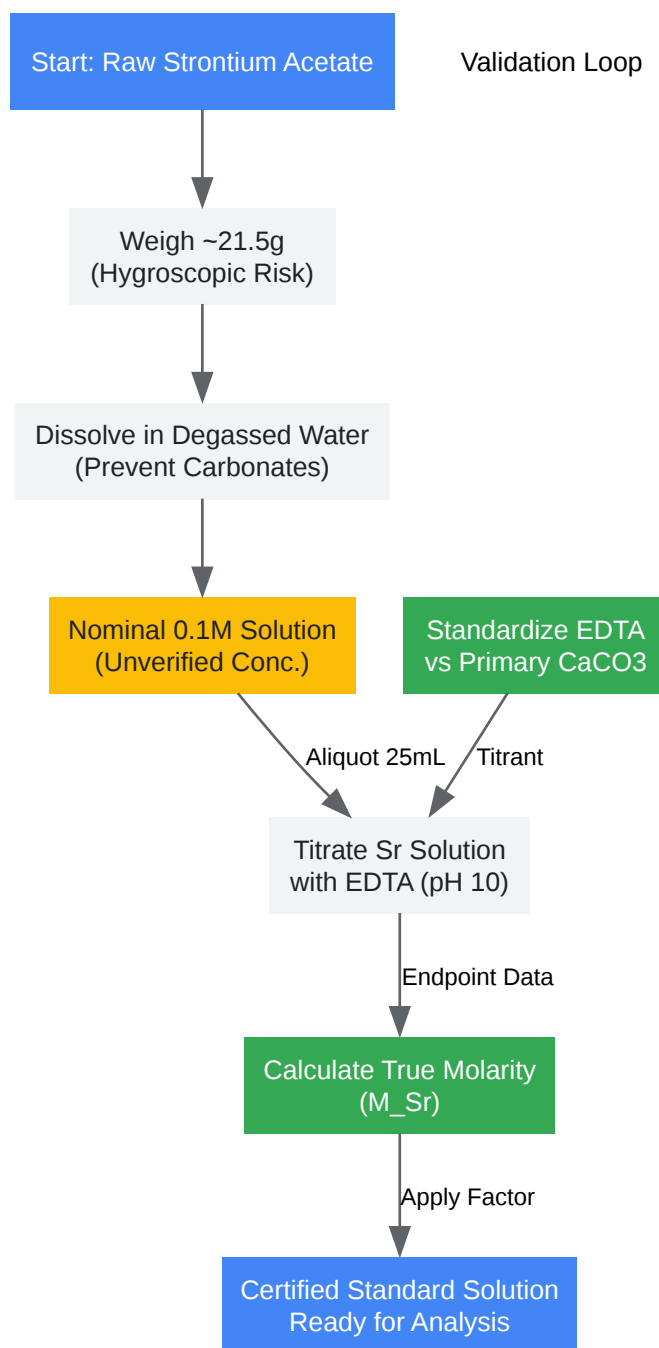 Start: Raw Strontium Acetate
Validation Loop
Weigh ~21.5g
(Hygroscopic Risk)
Dissolve in Degassed Water
(Prevent Carbonates)
Nominal 0.1M Solution
(Unverified Conc.)
Standardize EDTA
vs Primary CaCO3
Aliquot 25mL
Titrant
Titrate Sr Solution
with EDTA (pH 10)
Endpoint Data
Calculate True Molarity
(M_Sr)
Apply Factor
Certified Standard Solution
Ready for Analysis